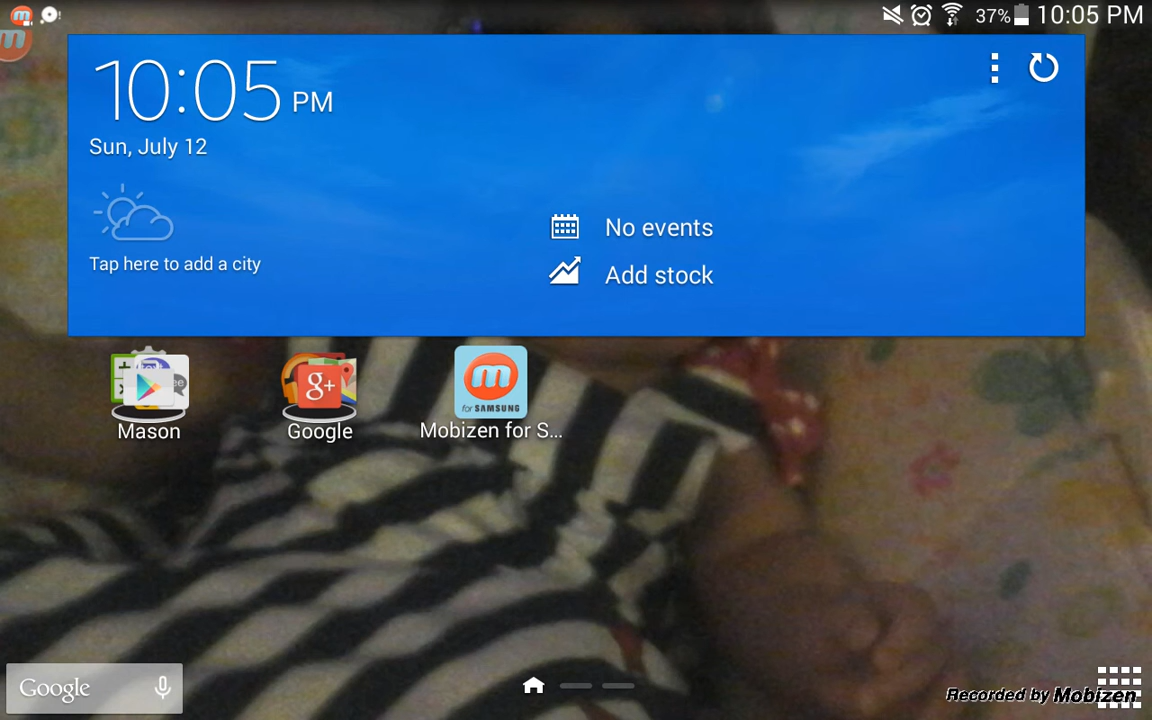 37% 10:05 PM
10:05 PM
Sun, July 12
Tap here to add a city
No events
Add stock
g+
m
for SAMSUNG
Mason
Google
Mobizen for S...
Google
Recorded by Mobizen